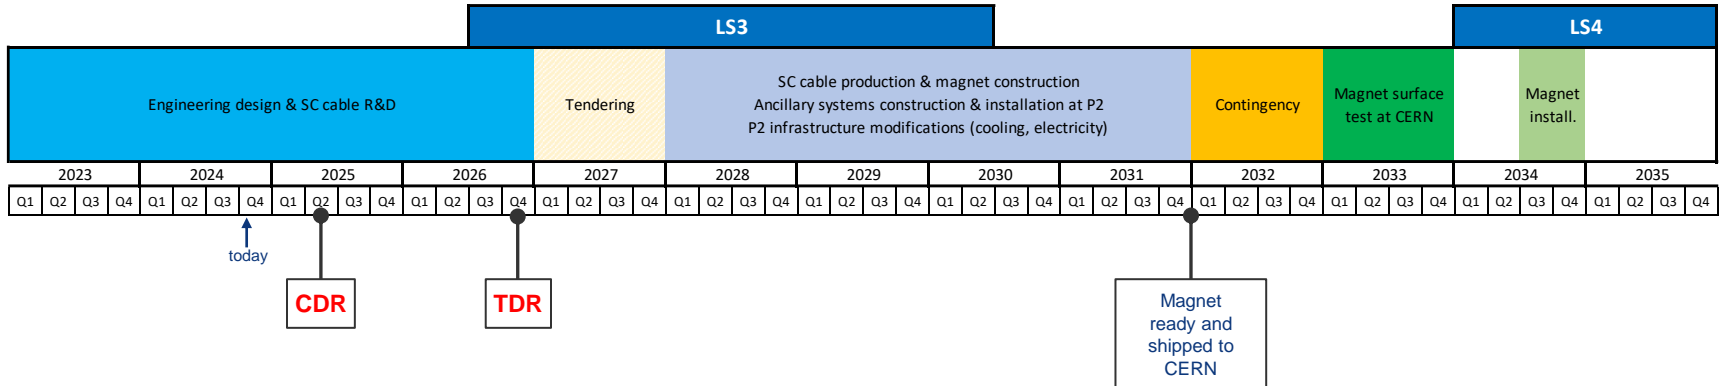 LS3
LS4
Engineering design & SC cable R&D
Tendering
SC cable production & magnet construction
Ancillary systems construction & installation at P2
P2 infrastructure modifications (cooling, electricity)
Contingency
Magnet surface
test at CERN
Magnet
install.
2023 2024 2025 2026 2027 2028 2029 2030 2031 2032 2033 2034 2035
Q1 Q2 Q3 Q4 Q1 Q2 Q3 Q4 Q1 Q2 Q3 Q4 Q1 Q2 Q3 Q4 Q1 Q2 Q3 Q4 Q1 Q2 Q3 Q4 Q1 Q2 Q3 Q4 Q1 Q2 Q3 Q4 Q1 Q2 Q3 Q4 Q1 Q2 Q3 Q4 Q1 Q2 Q3 Q4 Q1 Q2 Q3 Q4 Q1 Q2 Q3 Q4
today
CDR
TDR
Magnet
ready and
shipped to
CERN